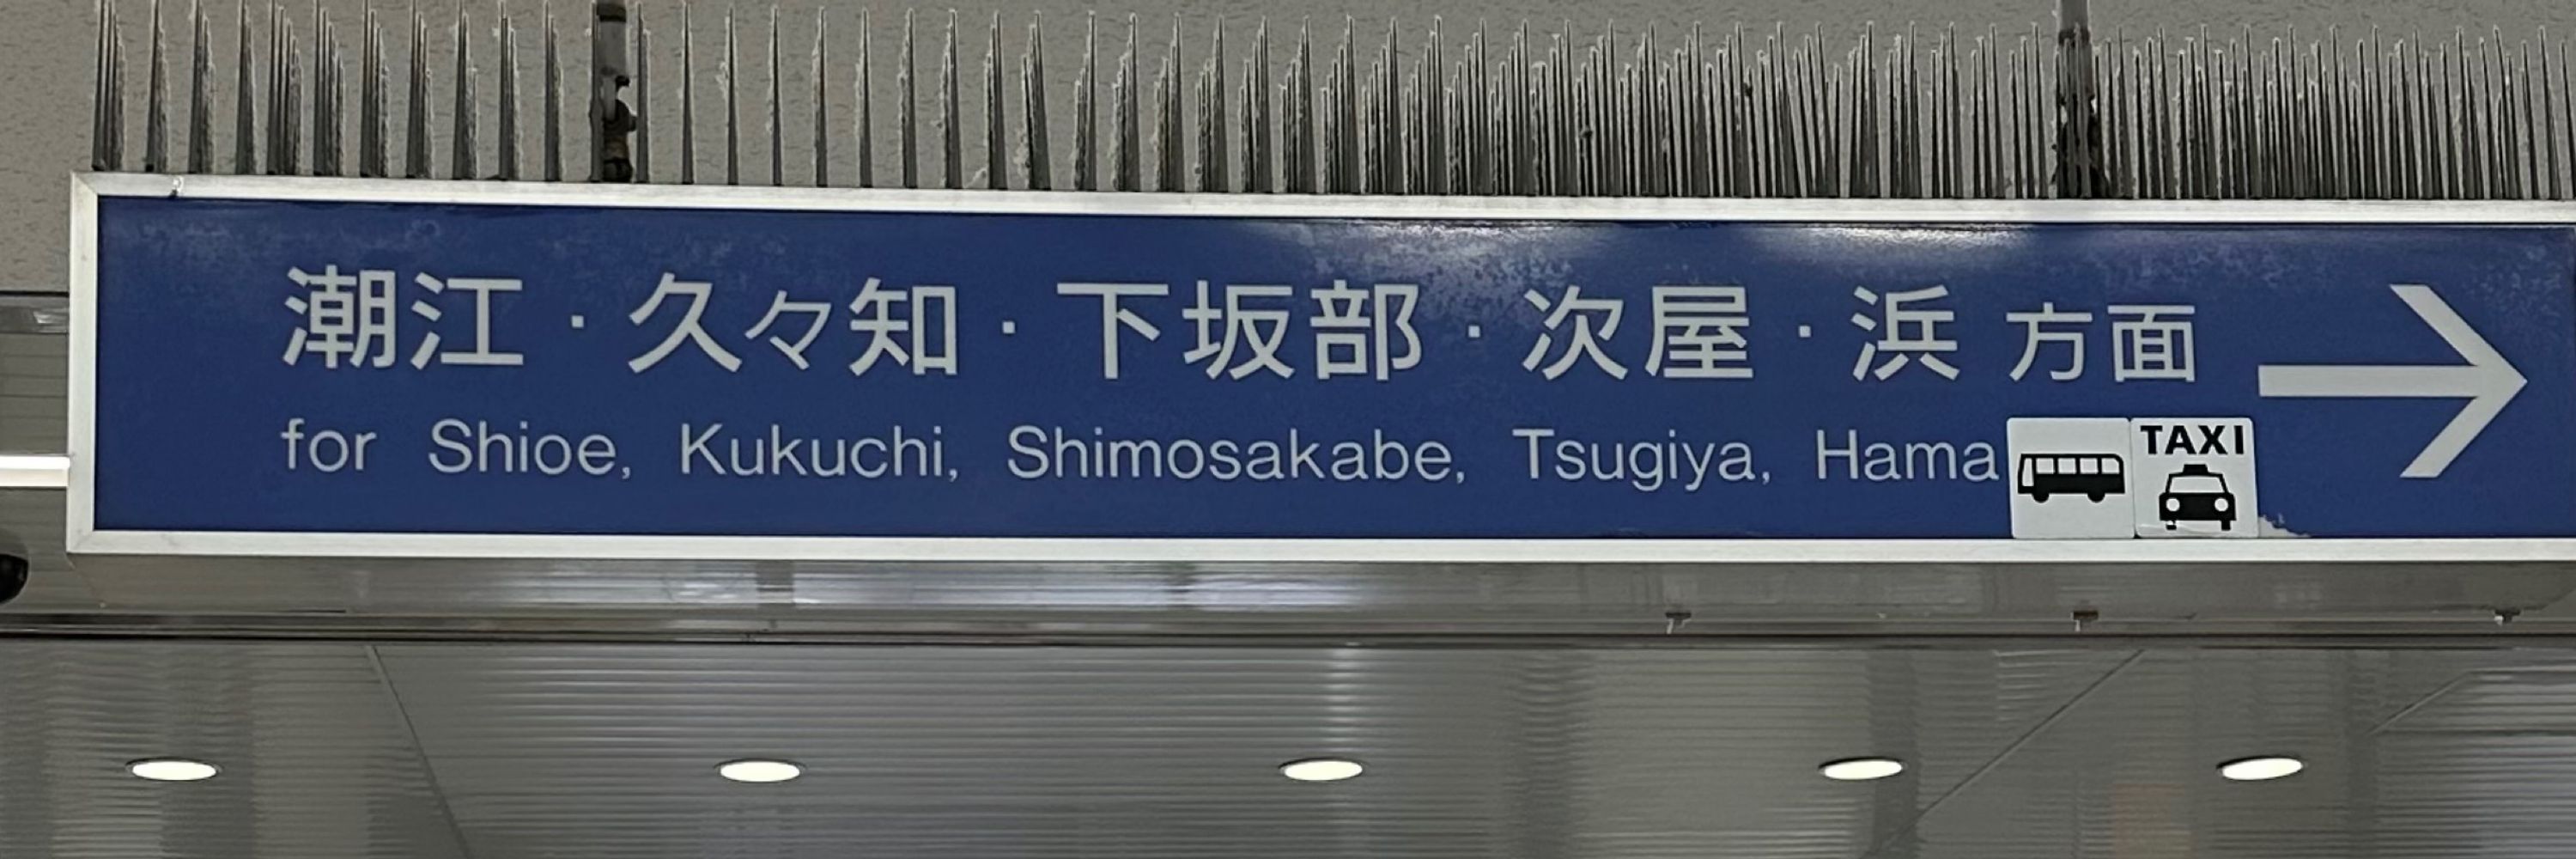 潮江・久々知・下坂部・次屋・浜 方面
for Shioe, Kukuchi, Shimosakabe, Tsugiya, Hama
TAXI